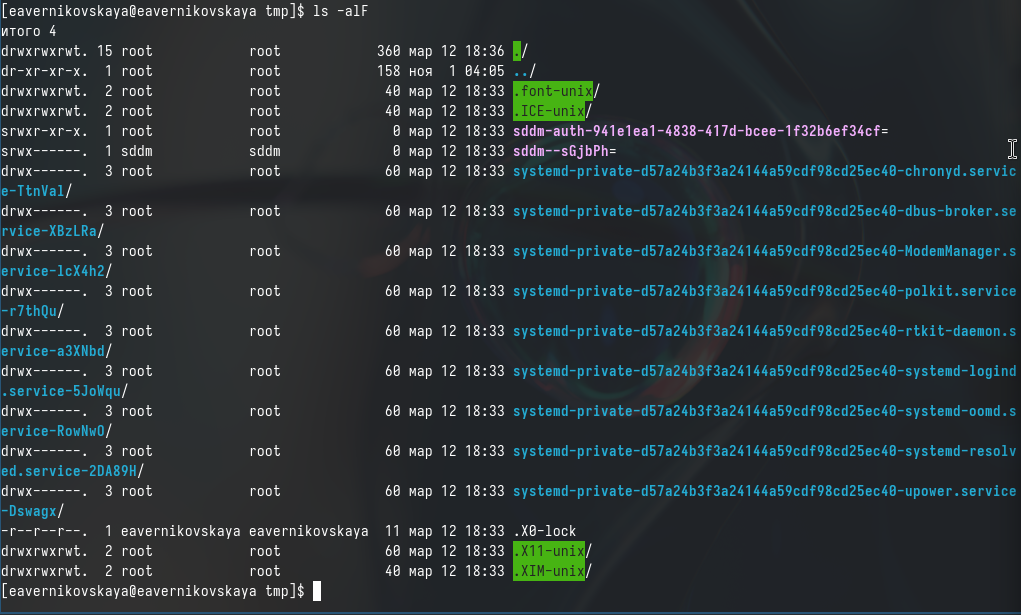 [eavernikovskaya@eavernikovskaya tmp]$ ls -alF
итого 4
drwxrwxrwt. 15 root            root            360 мар 12 18:36 ./
dr-xr-xr-x.  1 root            root            158 ноя  1 04:05 ../
drwxrwxrwt.  2 root            root             40 мар 12 18:33 .font-unix/
drwxrwxrwt.  2 root            root             40 мар 12 18:33 .ICE-unix/
srwxr-xr-x.  1 root            root              0 мар 12 18:33 sddm-auth-941e1ea1-4838-417d-bcee-1f32b6ef34cf=
srwx------.  1 sddm            sddm              0 мар 12 18:33 sddm--sGjbPh=
drwx------.  3 root            root             60 мар 12 18:33 systemd-private-d57a24b3f3a24144a59cdf98cd25ec40-chronyd.servic
e-TtnVal/
drwx------.  3 root            root             60 мар 12 18:33 systemd-private-d57a24b3f3a24144a59cdf98cd25ec40-dbus-broker.se
rvice-XBzLRa/
drwx------.  3 root            root             60 мар 12 18:33 systemd-private-d57a24b3f3a24144a59cdf98cd25ec40-ModemManager.s
ervice-lcX4h2/
drwx------.  3 root            root             60 мар 12 18:33 systemd-private-d57a24b3f3a24144a59cdf98cd25ec40-polkit.service
-r7thQu/
drwx------.  3 root            root             60 мар 12 18:33 systemd-private-d57a24b3f3a24144a59cdf98cd25ec40-rtkit-daemon.s
ervice-a3XNbd/
drwx------.  3 root            root             60 мар 12 18:33 systemd-private-d57a24b3f3a24144a59cdf98cd25ec40-systemd-logind
.service-5JoWqu/
drwx------.  3 root            root             60 мар 12 18:33 systemd-private-d57a24b3f3a24144a59cdf98cd25ec40-systemd-oomd.s
ervice-RowNwO/
drwx------.  3 root            root             60 мар 12 18:33 systemd-private-d57a24b3f3a24144a59cdf98cd25ec40-systemd-resolv
ed.service-2DA89H/
drwx------.  3 root            root             60 мар 12 18:33 systemd-private-d57a24b3f3a24144a59cdf98cd25ec40-upower.service
-Dswagx/
-r--r--r--.  1 eavernikovskaya eavernikovskaya  11 мар 12 18:33 .X0-lock
drwxrwxrwt.  2 root            root             60 мар 12 18:33 .X11-unix/
drwxrwxrwt.  2 root            root             40 мар 12 18:33 .XIM-unix/
[eavernikovskaya@eavernikovskaya tmp]$